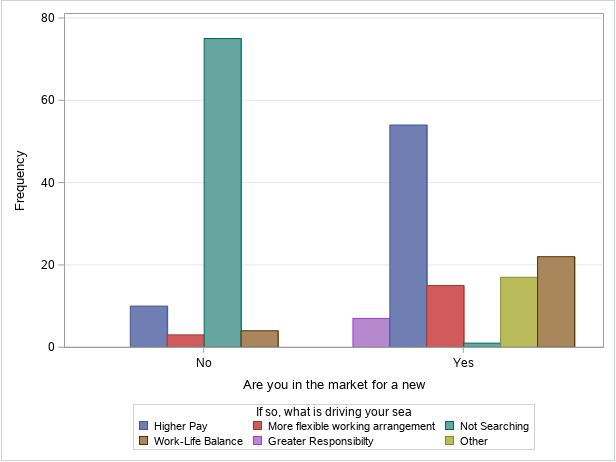 80
60
40
20
0
Frequency
No Yes
Are you in the market for a new
If so, what is driving your sea
Higher Pay More flexible working arrangement Not Searching
Work-Life Balance Greater Responsibilty Other